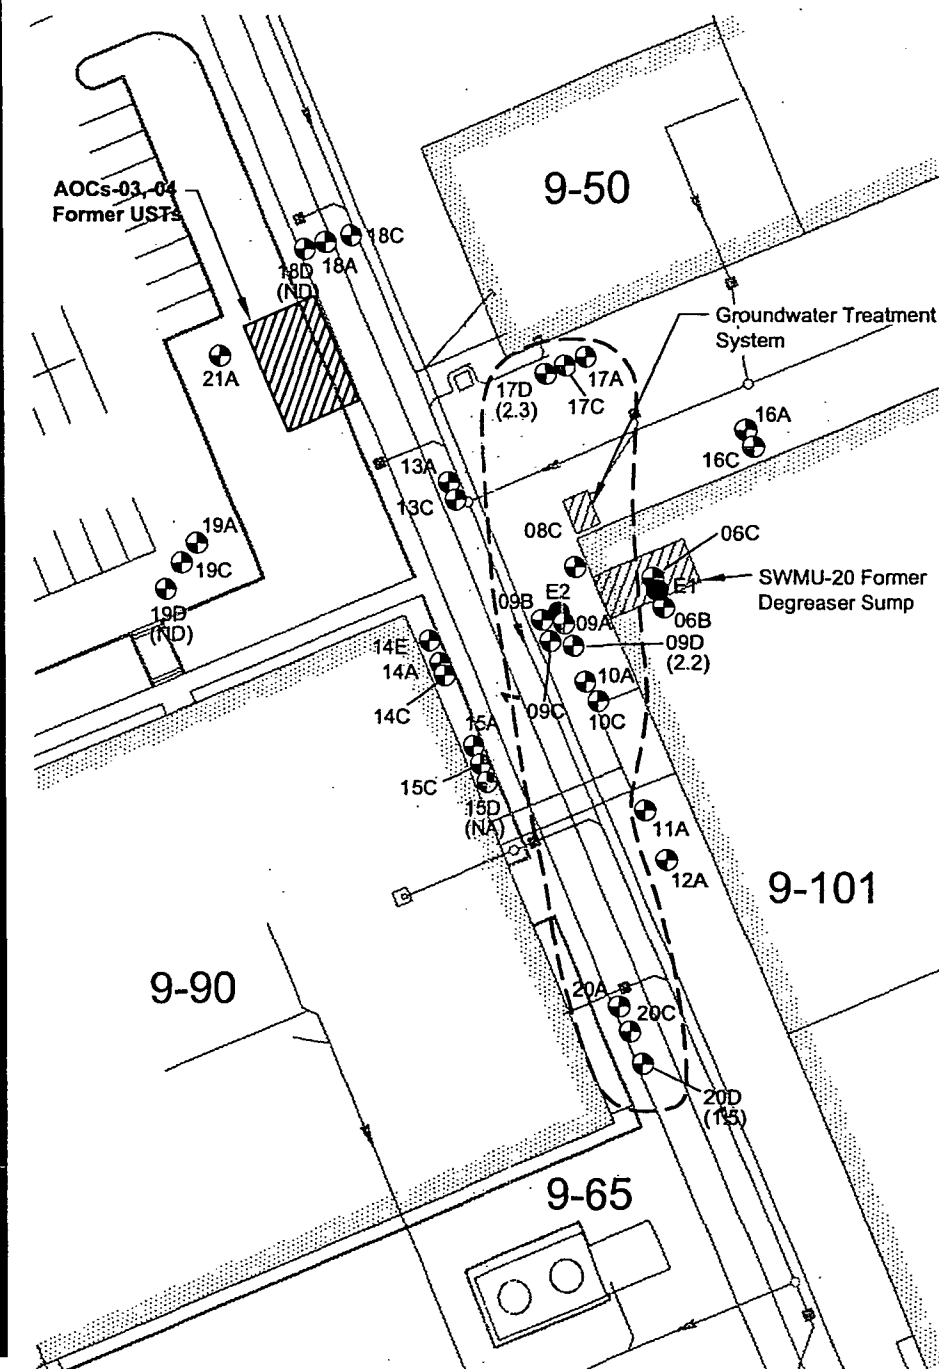 9-50
AOCs-03,-04
Former USTs
18C
18A
18D
(ND)
Groundwater Treatment
System
21A
17A
17C
17D
(2.3)
16A
16C
13A
13C
08C
06C
19A
19C
19D
(ND)
SWMU-20 Former
Degreaser Sump
E1
06B
E2
09B
09A
09D
(2.2)
09C
14E
14A
14C
10A
10C
15A
15C
15D
(NA)
11A
12A
9-101
9-90
20A
20C
20D
(1.5)
9-65